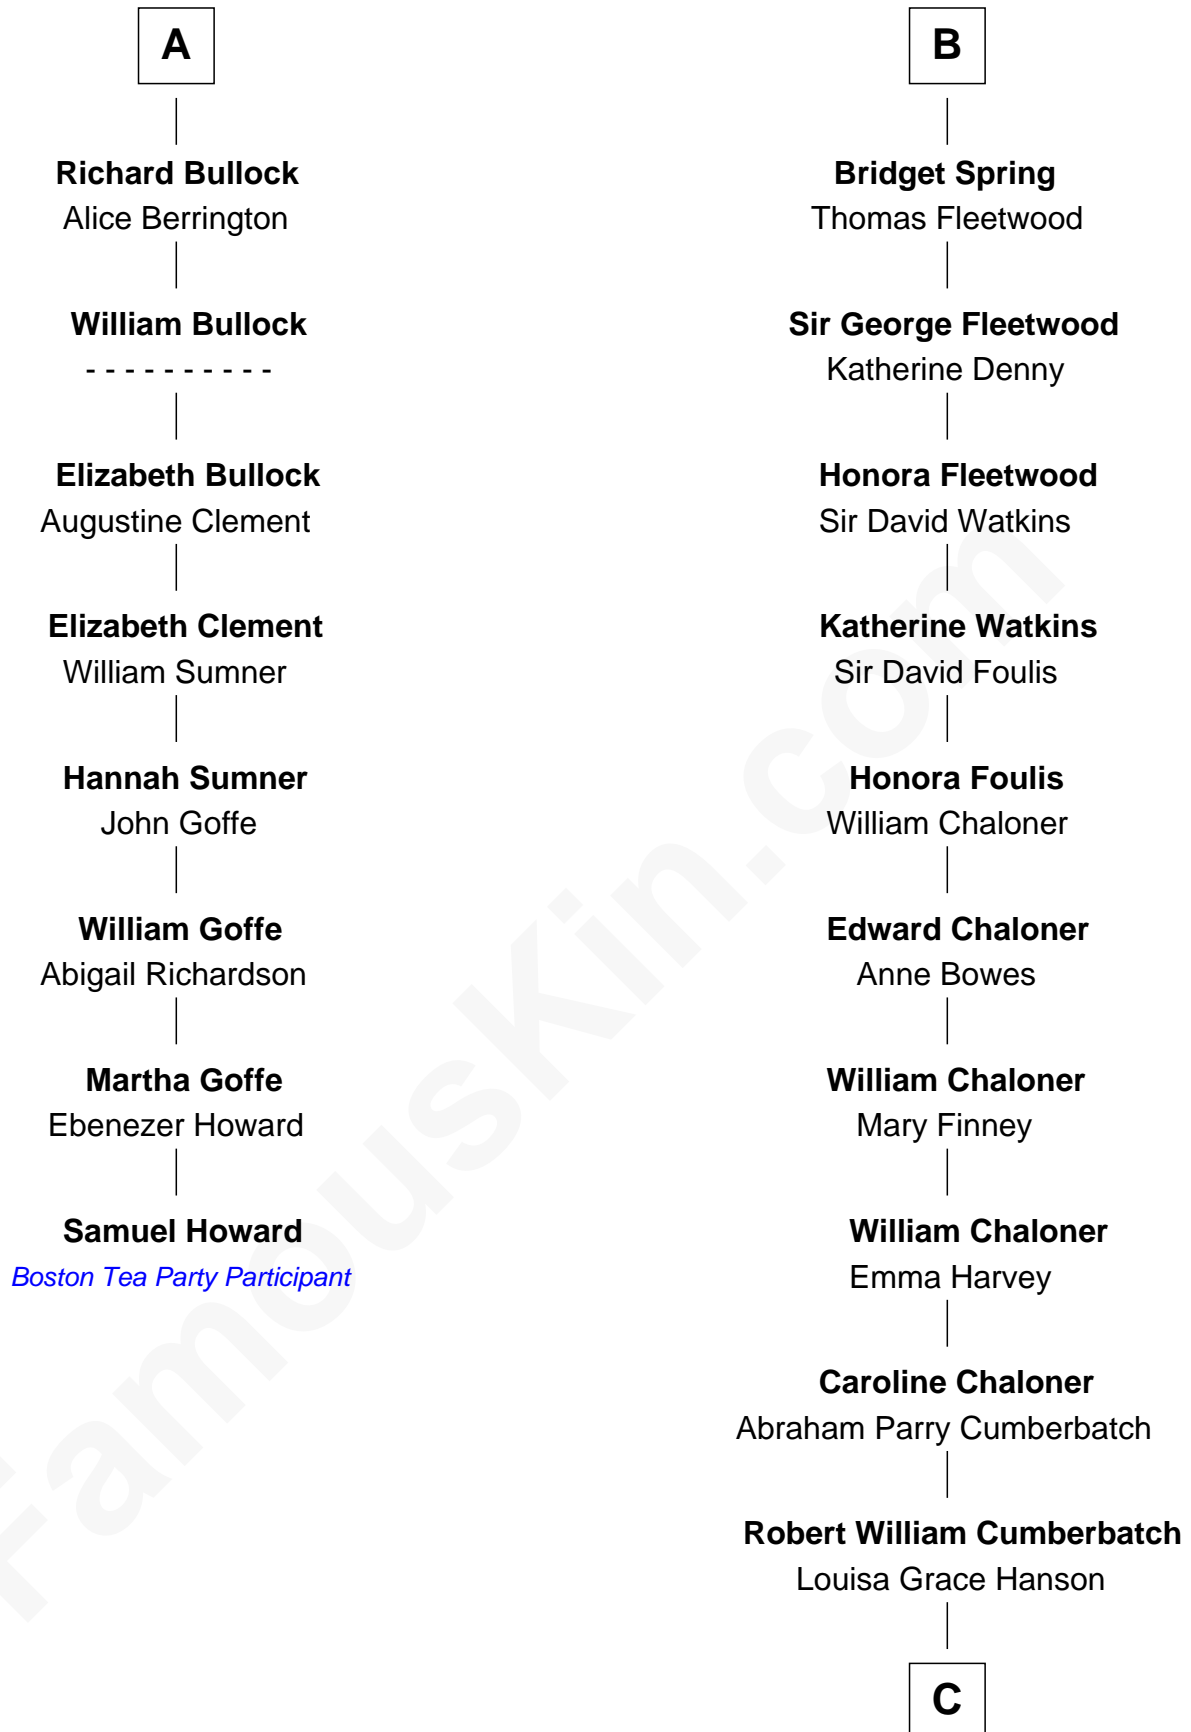 A
Richard Bullock
Alice Berrington
William Bullock
- - - - - - - - - -
Elizabeth Bullock
Augustine Clement
Elizabeth Clement
William Sumner
Hannah Sumner
John Goffe
William Goffe
Abigail Richardson
Martha Goffe
Ebenezer Howard
Samuel Howard
Boston Tea Party Participant
B
Bridget Spring
Thomas Fleetwood
Sir George Fleetwood
Katherine Denny
Honora Fleetwood
Sir David Watkins
Katherine Watkins
Sir David Foulis
Honora Foulis
William Chaloner
Edward Chaloner
Anne Bowes
William Chaloner
Mary Finney
William Chaloner
Emma Harvey
Caroline Chaloner
Abraham Parry Cumberbatch
Robert William Cumberbatch
Louisa Grace Hanson
C
FamousKin.com